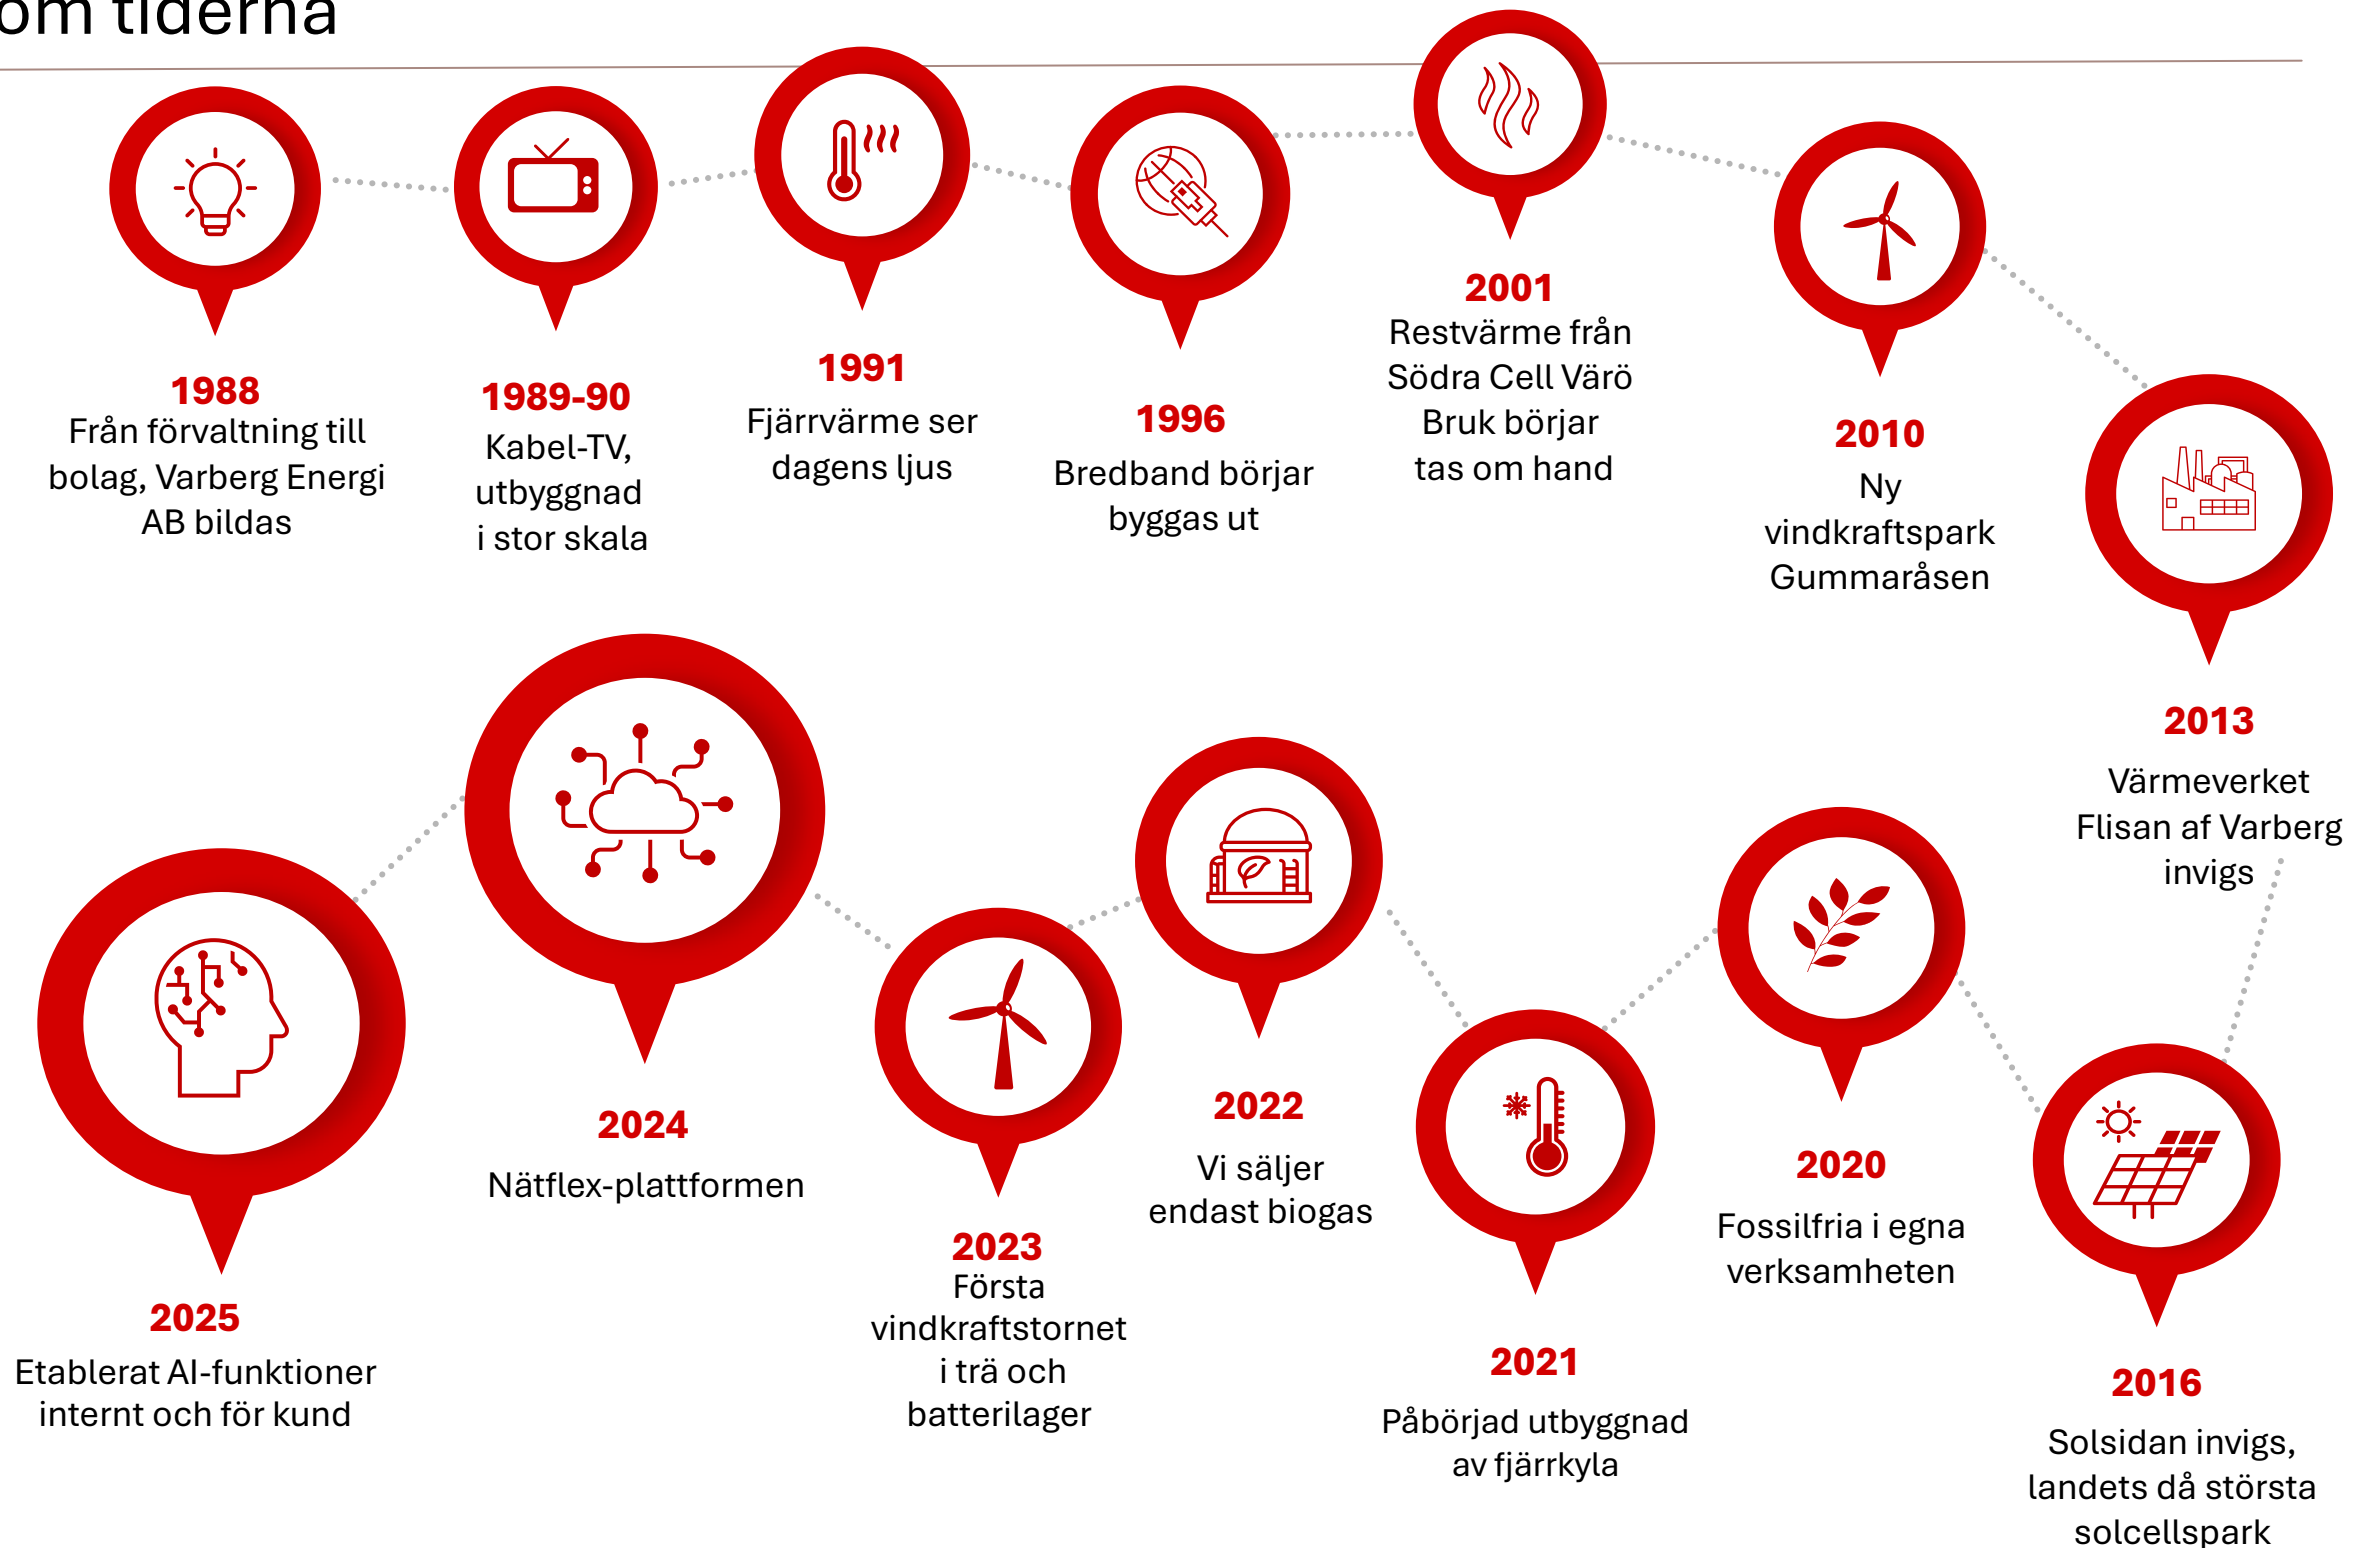 om tiderna
1988
Från förvaltning till
bolag, Varberg Energi
AB bildas
1989-90
Kabel-TV,
utbyggnad
i stor skala
1991
Fjärrvärme ser
dagens ljus
1996
Bredband börjar
byggas ut
2001
Restvärme från
Södra Cell Värö
Bruk börjar
tas om hand
2010
Ny
vindkraftspark
Gummaråsen
2013
Värmeverket
Flisan af Varberg
invigs
2016
Solsidan invigs,
landets då största
solcellspark
2020
Fossilfria i egna
verksamheten
2021
Påbörjad utbyggnad
av fjärrkyla
2022
Vi säljer
endast biogas
2023
Första
vindkraftstornet
i trä och
batterilager
2024
Nätflex-plattformen
2025
Etablerat AI-funktioner
internt och för kund